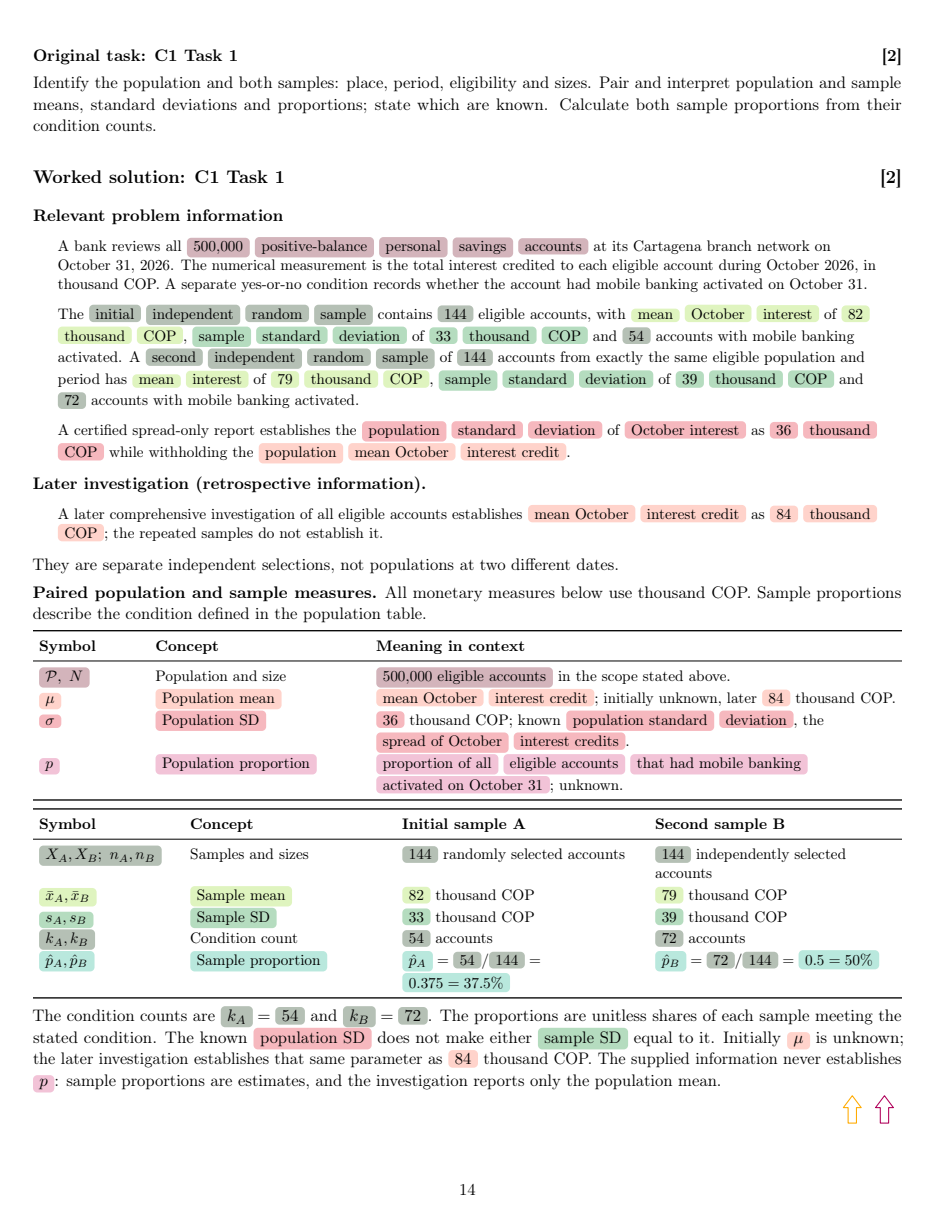 Original task: C1 Task 1 [2]
Identify the population and both samples: place, period, eligibility and sizes. Pair and interpret population and sample
means, standard deviations and proportions; state which are known. Calculate both sample proportions from their
condition counts.
Worked solution: C1 Task 1 [2]
Relevant problem information
A bank reviews all 500,000 positive-balance personal savings accounts at its Cartagena branch network on
October 31, 2026. The numerical measurement is the total interest credited to each eligible account during October 2026, in
thousand COP. A separate yes-or-no condition records whether the account had mobile banking activated on October 31.
The initial independent random sample contains 144 eligible accounts, with mean October interest of 82
thousand COP, sample standard deviation of 33 thousand COP and 54 accounts with mobile banking
activated. A second independent random sample of 144 accounts from exactly the same eligible population and
period has mean interest of 79 thousand COP, sample standard deviation of 39 thousand COP and
72 accounts with mobile banking activated.
A certified spread-only report establishes the population standard deviation of October interest as 36 thousand
COP while withholding the population mean October interest credit.
Later investigation (retrospective information).
A later comprehensive investigation of all eligible accounts establishes mean October interest credit as 84 thousand
COP; the repeated samples do not establish it.
They are separate independent selections, not populations at two different dates.
Paired population and sample measures. All monetary measures below use thousand COP. Sample proportions
describe the condition defined in the population table.
Symbol Concept Meaning in context
𝒫, N Population and size 500,000 eligible accounts in the scope stated above.
μ Population mean mean October interest credit; initially unknown, later 84 thousand COP.
σ Population SD 36 thousand COP; known population standard deviation, the
spread of October interest credits.
p Population proportion proportion of all eligible accounts that had mobile banking
activated on October 31; unknown.
Symbol Concept Initial sample A Second sample B
X_A, X_B; n_A, n_B Samples and sizes 144 randomly selected accounts 144 independently selected
accounts
x̄_A, x̄_B Sample mean 82 thousand COP 79 thousand COP
s_A, s_B Sample SD 33 thousand COP 39 thousand COP
k_A, k_B Condition count 54 accounts 72 accounts
p̂_A, p̂_B Sample proportion p̂_A = 54/144 = p̂_B = 72/144 = 0.5 = 50%
0.375 = 37.5%
The condition counts are k_A = 54 and k_B = 72. The proportions are unitless shares of each sample meeting the
stated condition. The known population SD does not make either sample SD equal to it. Initially μ is unknown;
the later investigation establishes that same parameter as 84 thousand COP. The supplied information never establishes
p: sample proportions are estimates, and the investigation reports only the population mean.
14